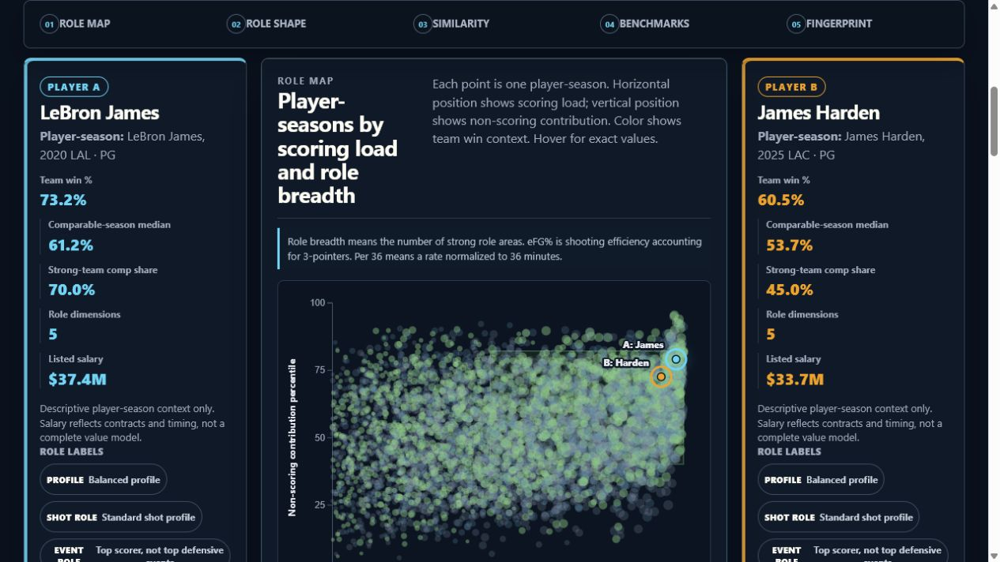 01 ROLE MAP
02 ROLE SHAPE
03 SIMILARITY
04 BENCHMARKS
05 FINGERPRINT
PLAYER A
LeBron James
Player-season: LeBron James,
2020 LAL · PG
Team win %
73.2%
Comparable-season median
61.2%
Strong-team comp share
70.0%
Role dimensions
5
Listed salary
$37.4M
Descriptive player-season context only.
Salary reflects contracts and timing, not a
complete value model.
ROLE LABELS
PROFILE Balanced profile
SHOT ROLE Standard shot profile
EVENT ROLE Top scorer, not top defensive
events
ROLE MAP
Player-
seasons by
scoring load
and role
breadth
Each point is one player-season. Horizontal
position shows scoring load; vertical position
shows non-scoring contribution. Color shows
team win context. Hover for exact values.
Role breadth means the number of strong role areas. eFG% is shooting efficiency accounting
for 3-pointers. Per 36 means a rate normalized to 36 minutes.
100
75
50
25
Non-scoring contribution percentile
A: James
B: Harden
PLAYER B
James Harden
Player-season: James Harden,
2025 LAC · PG
Team win %
60.5%
Comparable-season median
53.7%
Strong-team comp share
45.0%
Role dimensions
5
Listed salary
$33.7M
Descriptive player-season context only.
Salary reflects contracts and timing, not a
complete value model.
ROLE LABELS
PROFILE Balanced profile
SHOT ROLE Standard shot profile
EVENT ROLE Top scorer, not top defensive
events